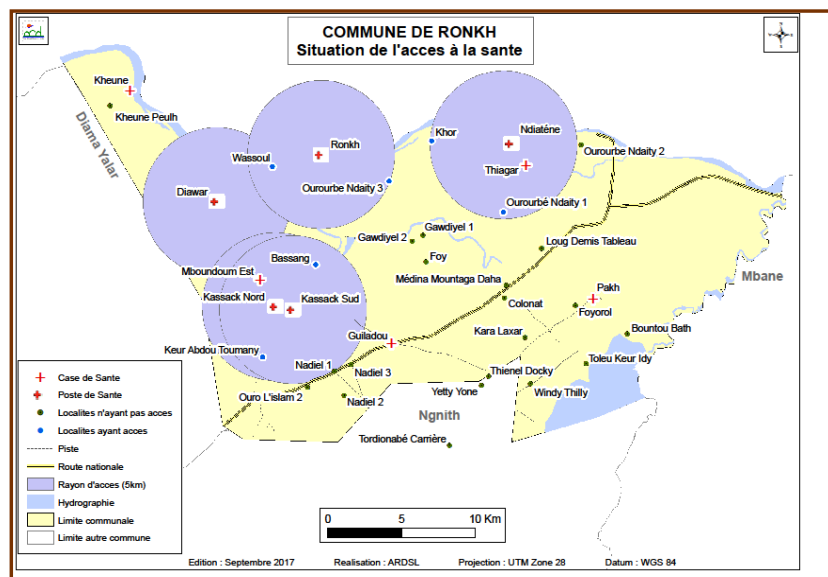 COMMUNE DE RONKH
Situation de l'acces à la sante
Kheune
Kheune Peulh
Diama Yalar
Ronkh
Wassoul
Khor
Ndiatène
Thiagar
Ourourbe Ndaity 2
Ourourbe Ndaity 3
Diawar
Ourourbé Ndaity 1
Gawdiyel 1
Gawdiyel 2
Loug Demis Tableau
Foy
Bassang
Mboundoum Est
Médina Mountaga Daha
Mbane
Pakh
Kassack Nord
Kassack Sud
Colonat
Foyorol
Guiladou
Kara Laxar
Bountou Bath
Keur Abdou Toumany
Nadiel 1
Nadiel 3
Thienel Docky
Toleu Keur Idy
Ouro L'islam 2
Nadiel 2
Yetty Yone
Windy Thilly
Ngnith
Tordionabé Carrière
Case de Sante
Poste de Sante
Localites n'ayant pas acces
Localites ayant acces
Piste
Route nationale
Rayon d'acces (5km)
Hydrographie
Limite communale
Limite autre commune
0 5 10 Km
Edition : Septembre 2017 Realisation : ARDSL Projection : UTM Zone 28 Datum : WGS 84